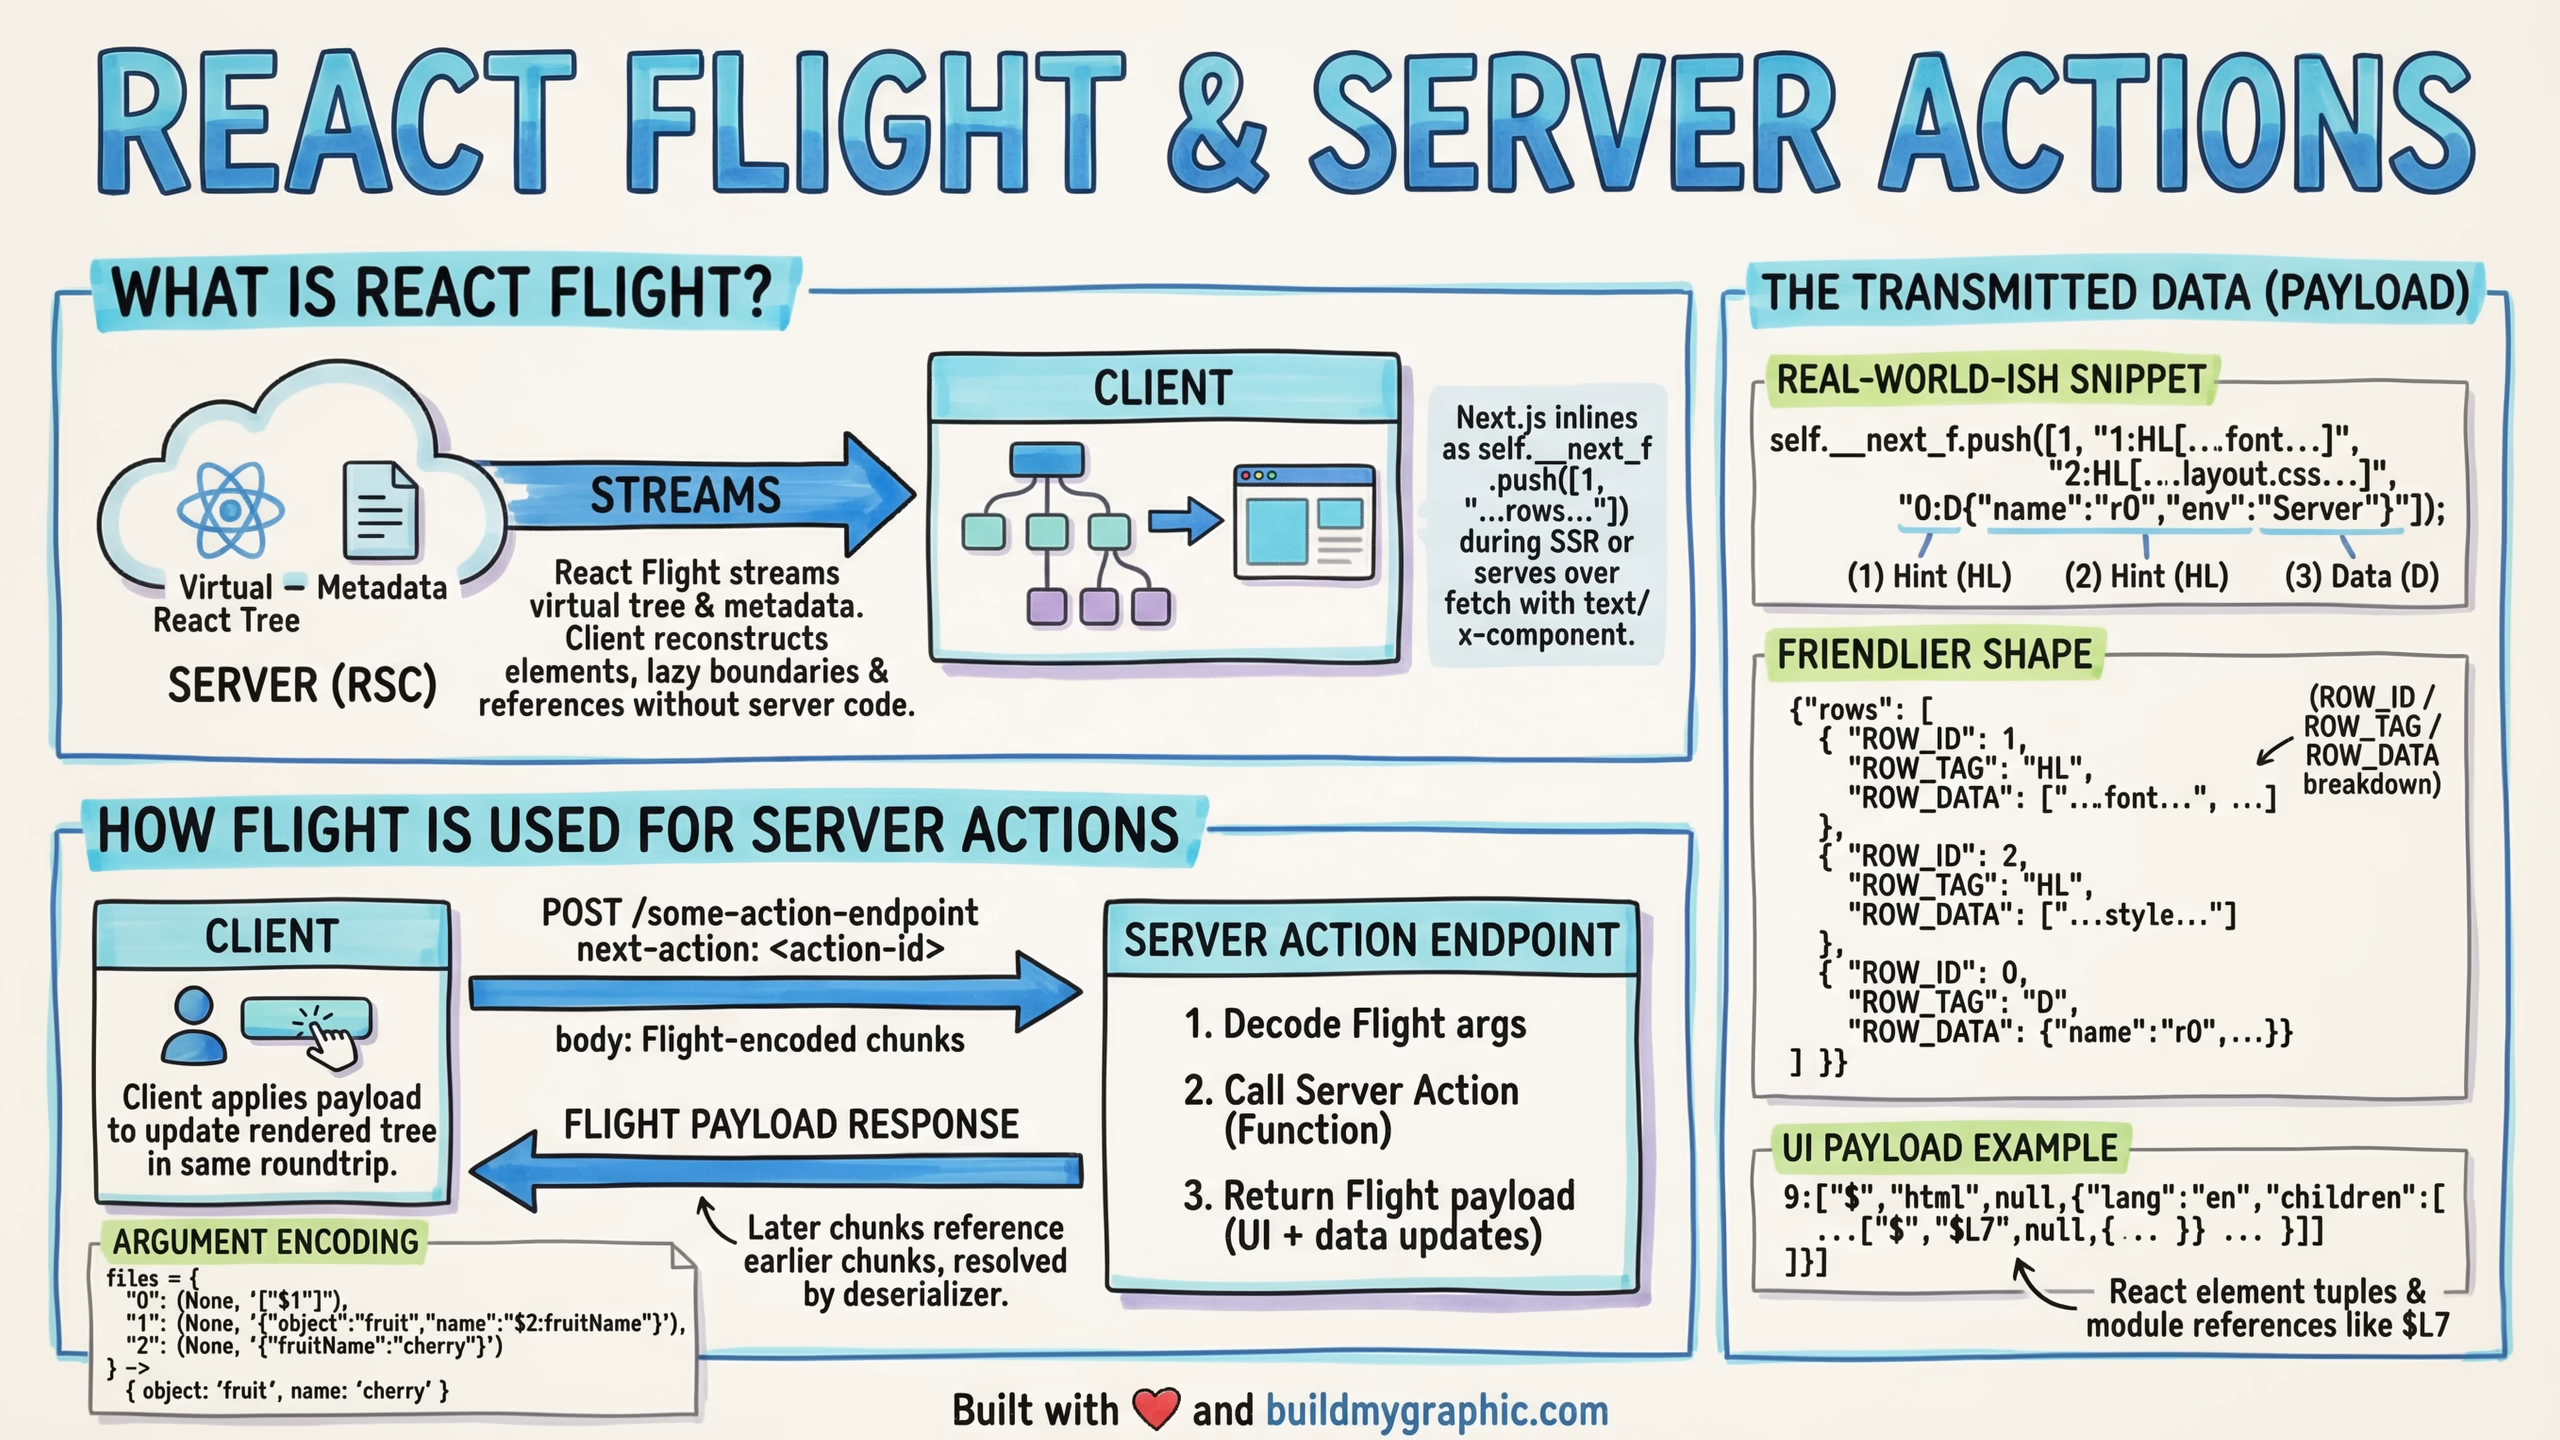 REACT FLIGHT & SERVER ACTIONS
WHAT IS REACT FLIGHT?
Virtual – Metadata
React Tree
SERVER (RSC)
STREAMS
React Flight streams
virtual tree & metadata.
Client reconstructs
elements, lazy boundaries &
references without server code.
CLIENT
Next.js inlines
as self.__next_f
.push([1,
"...rows..."])
during SSR or
serves over
fetch with text/
x-component.
HOW FLIGHT IS USED FOR SERVER ACTIONS
CLIENT
Client applies payload
to update rendered tree
in same roundtrip.
POST /some-action-endpoint
next-action: <action-id>
body: Flight-encoded chunks
FLIGHT PAYLOAD RESPONSE
Later chunks reference
earlier chunks, resolved
by deserializer.
SERVER ACTION ENDPOINT
1. Decode Flight args
2. Call Server Action
(Function)
3. Return Flight payload
(UI + data updates)
ARGUMENT ENCODING
files = {
"0": (None, '["$1"]"),
"1": (None, '{"object":"fruit","name":"$2:fruitName"}'),
"2": (None, '{"fruitName":"cherry"}')
} ->
{ object: 'fruit', name: 'cherry' }
THE TRANSMITTED DATA (PAYLOAD)
REAL-WORLD-ISH SNIPPET
self.__next_f.push([1, "1:HL[....font...]",
"2:HL[....layout.css...]",
"0:D{"name":"r0","env":"Server"}"]);
(1) Hint (HL)
(2) Hint (HL)
(3) Data (D)
FRIENDLIER SHAPE
{"rows": [
{ "ROW_ID": 1,
"ROW_TAG": "HL",
"ROW_DATA": ["....font...", ...]
},
{ "ROW_ID": 2,
"ROW_TAG": "HL",
"ROW_DATA": ["...style..."]
},
{ "ROW_ID": 0,
"ROW_TAG": "D",
"ROW_DATA": {"name":"r0",...}}
] }}
(ROW_ID /
ROW_TAG /
ROW_DATA
breakdown)
UI PAYLOAD EXAMPLE
9:["$","html",null,{"lang":"en","children":[
...["$","$L7",null,{... }} ... }]]
]}]
React element tuples &
module references like $L7
Built with ❤ and buildmygraphic.com